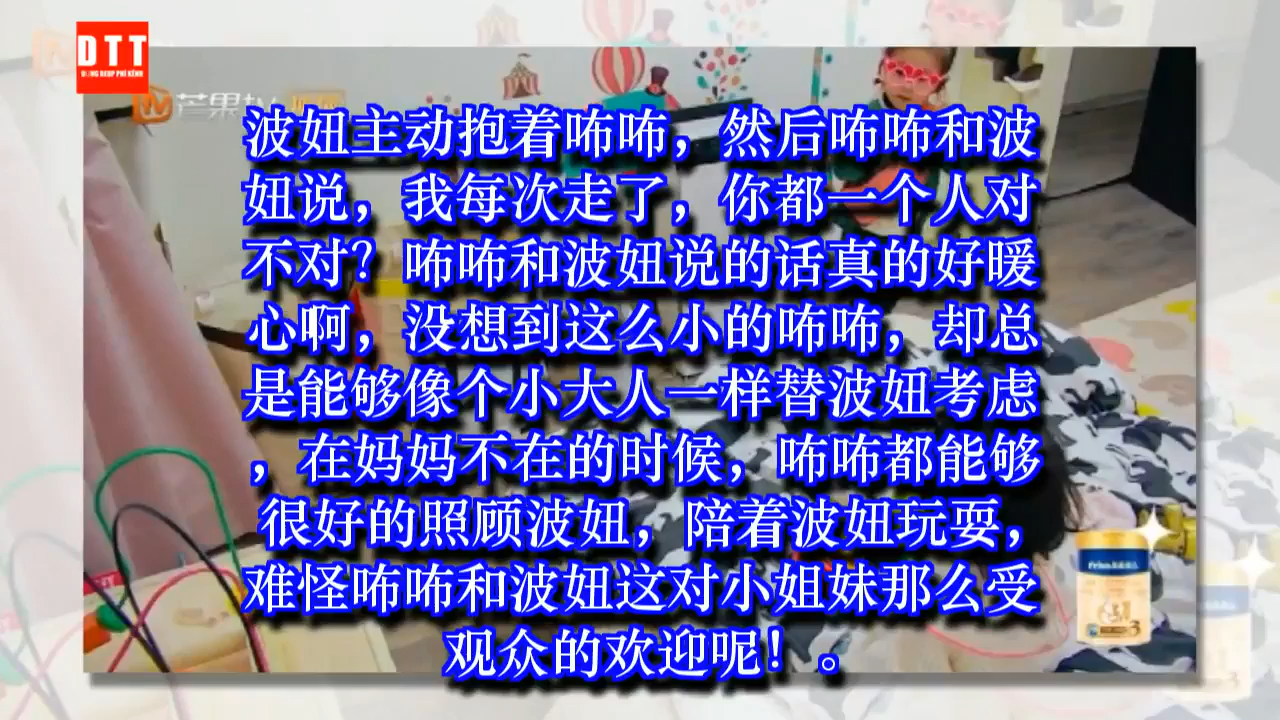 DTT
芒果tv
波妞主动抱着咘咘，然后咘咘和波
妞说，我每次走了，你都一个人对
不对？咘咘和波妞说的话真的好暖
心啊，没想到这么小的咘咘，却总
是能够像个小大人一样替波妞考虑
，在妈妈不在的时候，咘咘都能够
很好的照顾波妞，陪着波妞玩耍，
难怪咘咘和波妞这对小姐妹那么受
观众的欢迎呢！。
Friso
3